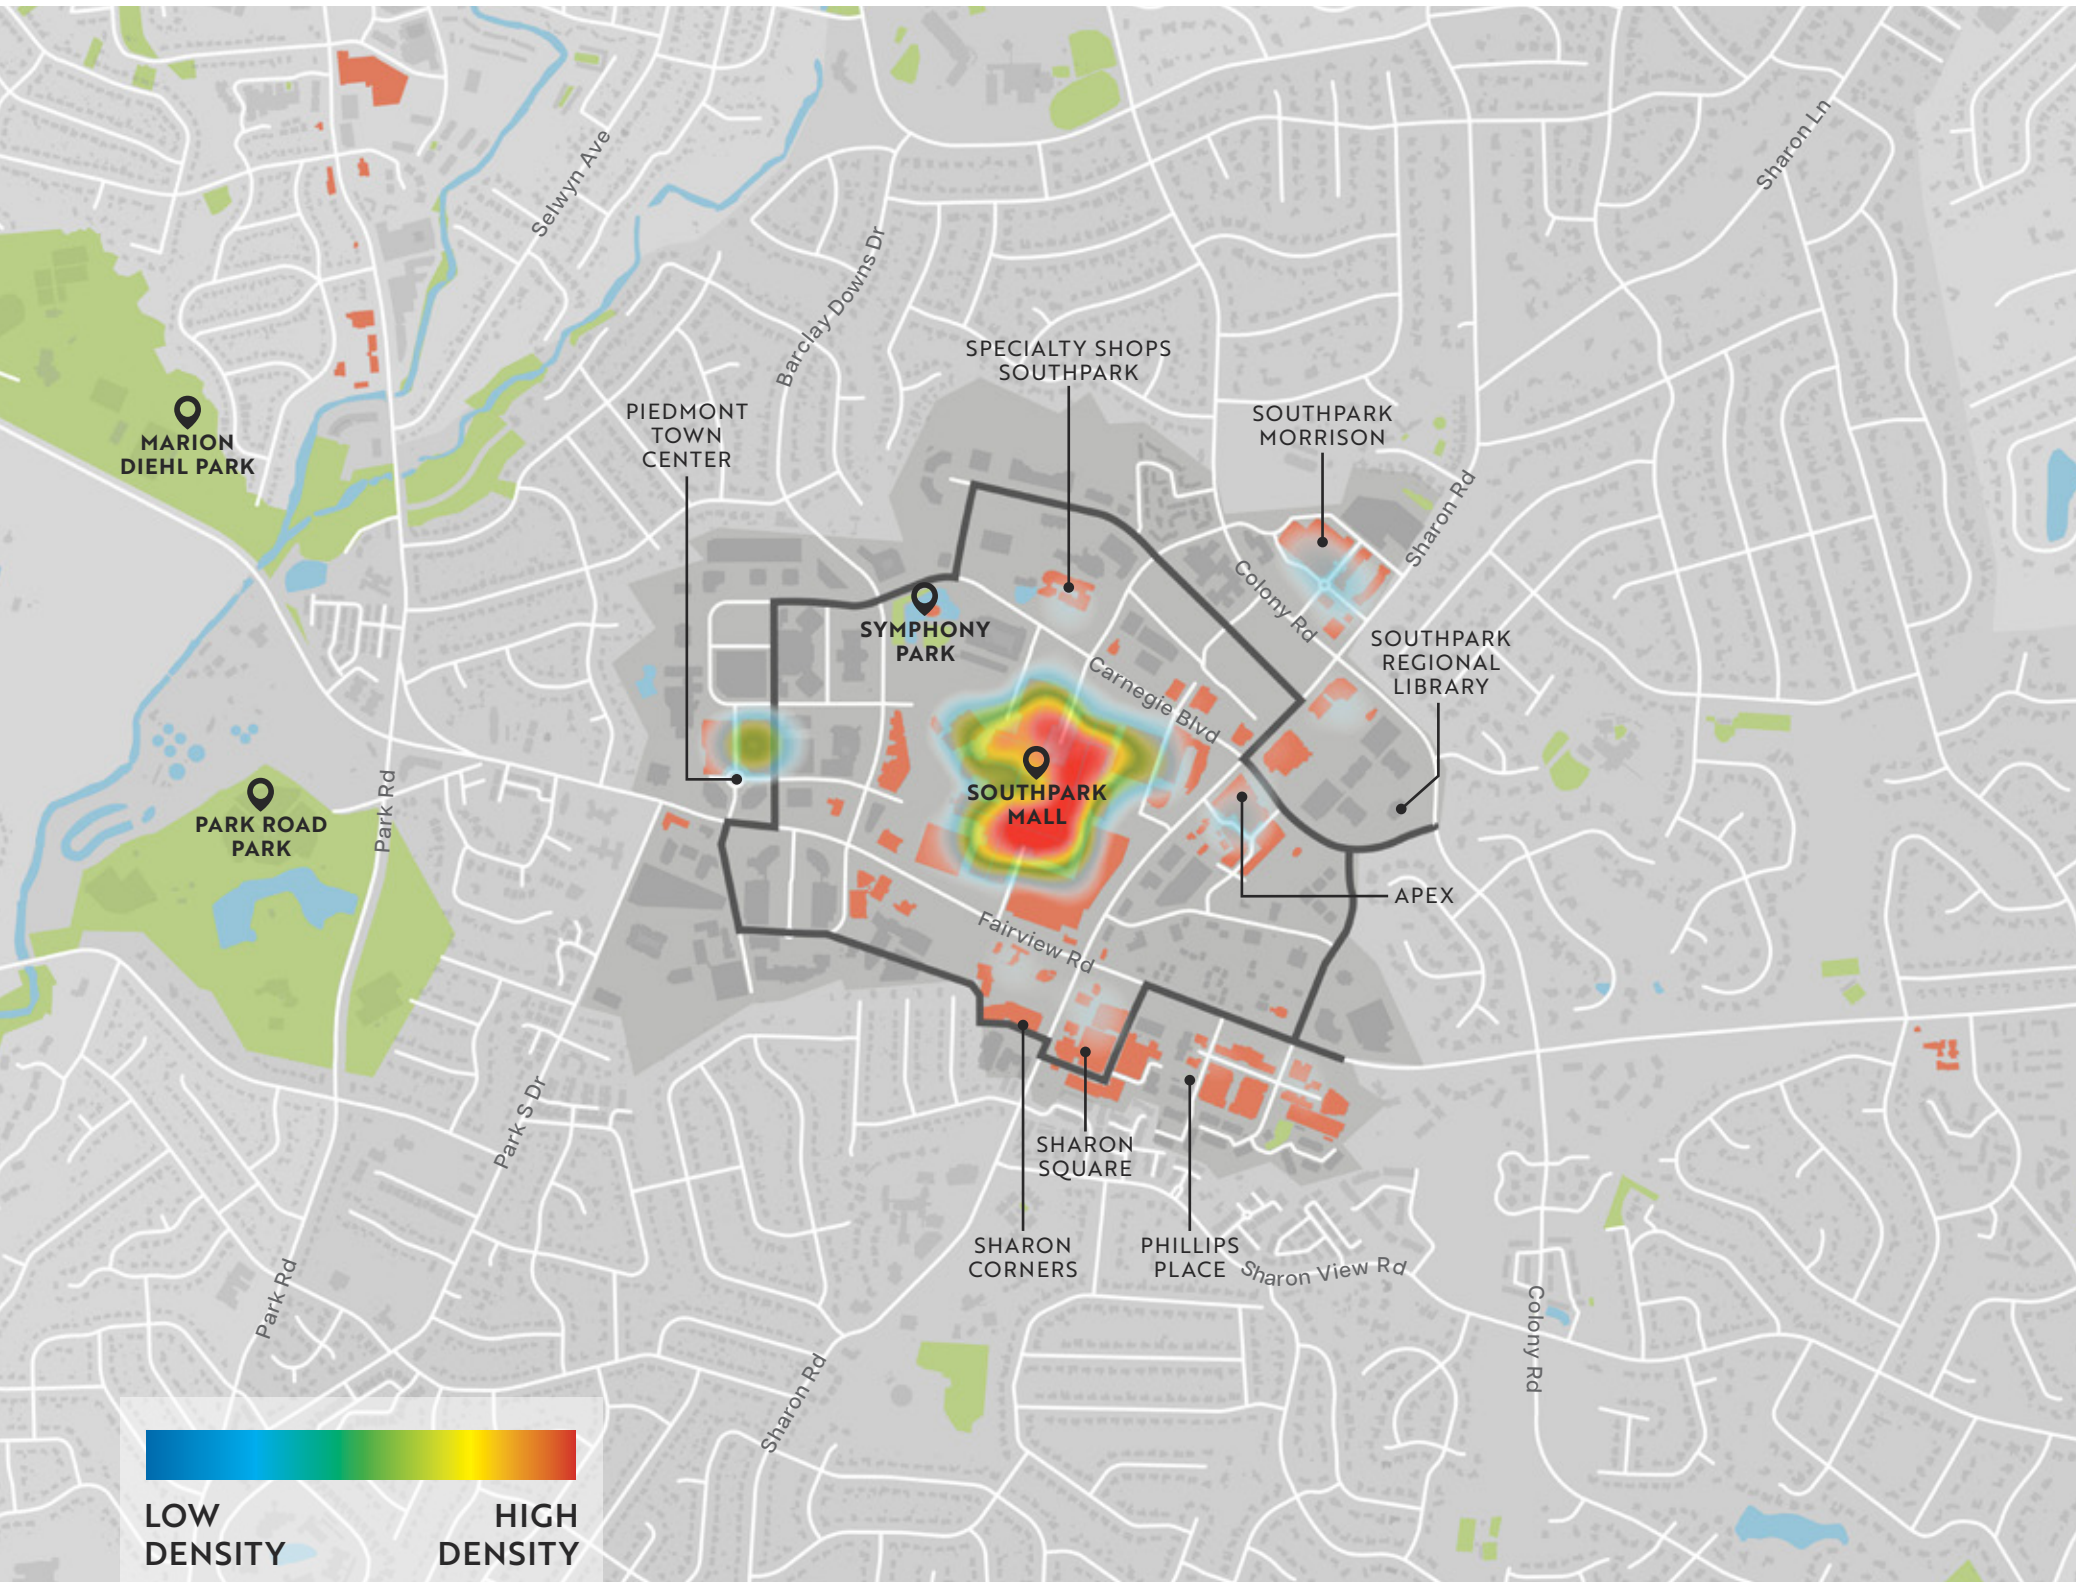 Sharon Ln
Selwyn Ave
Barclay Downs Dr
SPECIALTY SHOPS
SOUTHPARK
PIEDMONT
TOWN
CENTER
SOUTHPARK
MORRISON
MARION
DIEHL PARK
Sharon Rd
Colony Rd
SYMPHONY
PARK
SOUTHPARK
REGIONAL
LIBRARY
Carnegie Blvd
SOUTHPARK
MALL
PARK ROAD
PARK
Park Rd
APEX
Fairview Rd
Park S Dr
SHARON
SQUARE
SHARON
CORNERS
PHILLIPS
PLACE
Sharon View Rd
Park Rd
Colony Rd
Sharon Rd
LOW
DENSITY
HIGH
DENSITY